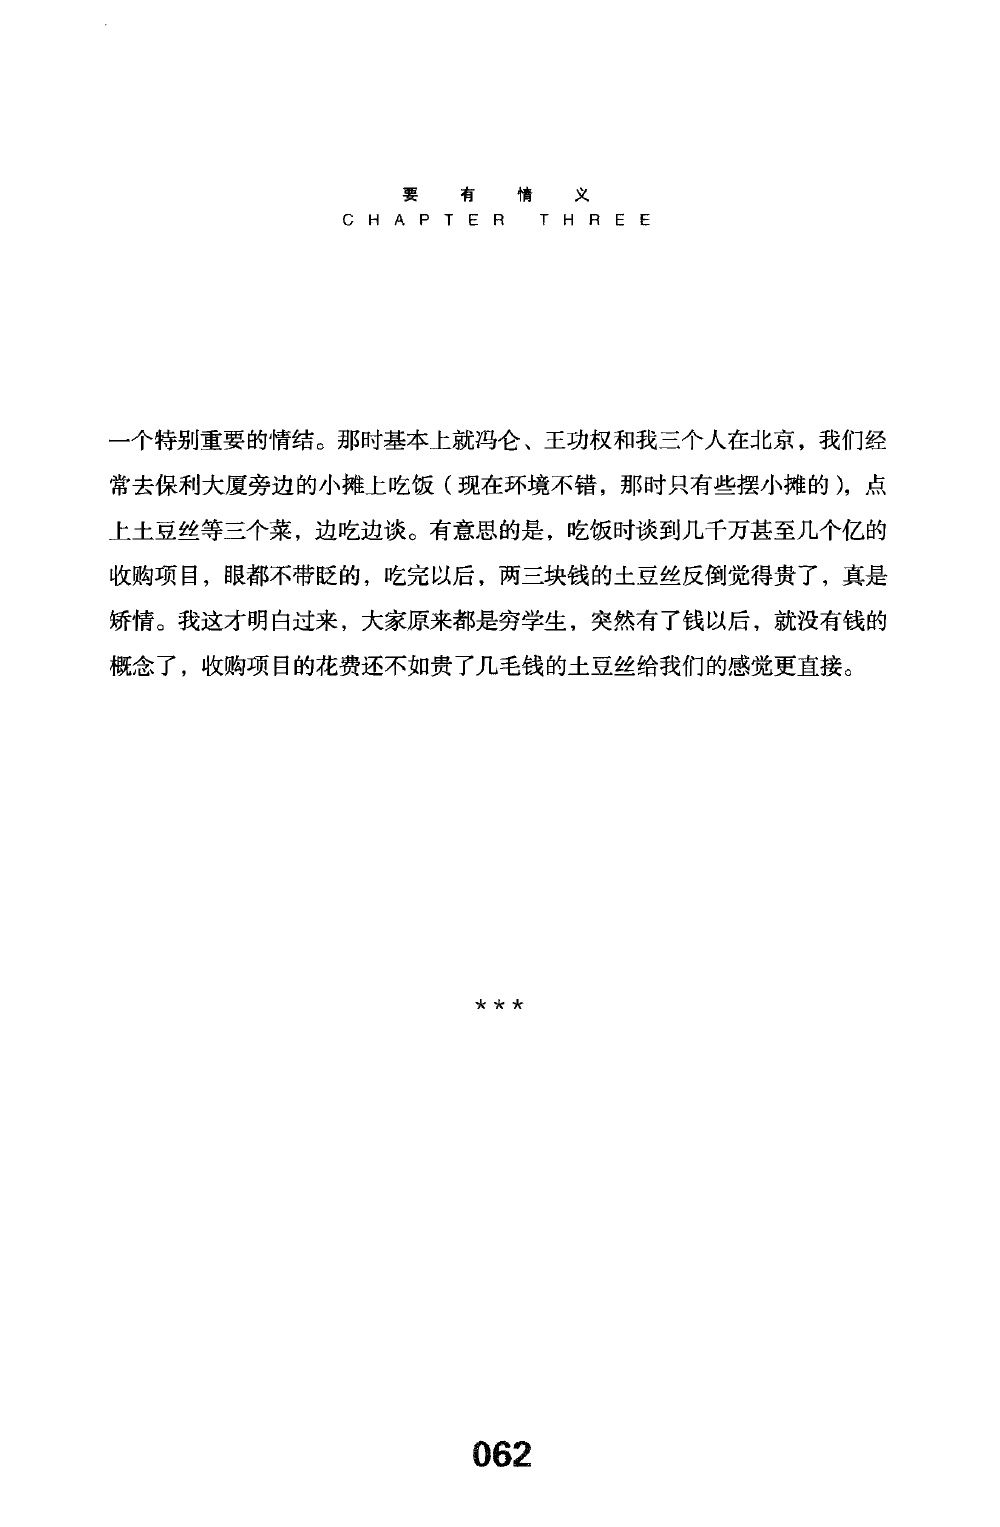 要有情义
CHAPTER THREE
一个特别重要的情结。那时基本上就冯仑、王功权和我三个人在北京，我们经
常去保利大厦旁边的小摊上吃饭（现在环境不错，那时只有些摆小摊的），点
上土豆丝等三个菜，边吃边谈。有意思的是，吃饭时谈到几千万甚至几个亿的
收购项目，眼都不带眨的，吃完以后，两三块钱的土豆丝反倒觉得贵了，真是
矫情。我这才明白过来，大家原来都是穷学生，突然有了钱以后，就没有钱的
概念了，收购项目的花费还不如贵了几毛钱的土豆丝给我们的感觉更直接。
***
062